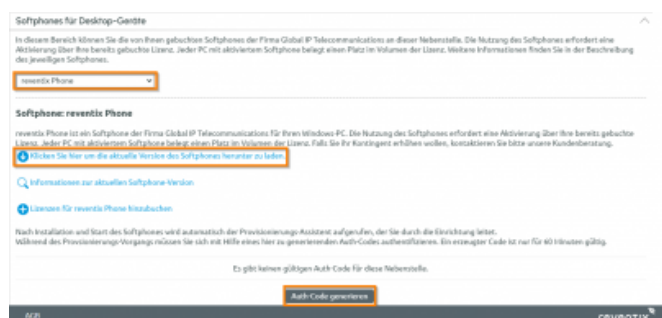 Softphones für Desktop-Geräte
In diesem Bereich können Sie die von Ihnen gebuchten Softphones der Firma Global IP Telecommunications an dieser Nebenstelle. Die Nutzung des Softphones erfordert eine
Aktivierung über Ihre bereits gebuchte Lizenz. Jeder PC mit aktiviertem Softphone belegt einen Platz im Volumen der Lizenz. Weitere Informationen finden Sie in der Beschreibung
des jeweiligen Softphones.
reventix Phone
Softphone: reventix Phone
reventix Phone ist ein Softphone der Firma Global IP Telecommunications für Ihren Windows-PC. Die Nutzung des Softphones erfordert eine Aktivierung über Ihre bereits gebuchte
Lizenz. Jeder PC mit aktiviertem Softphone belegt einen Platz im Volumen der Lizenz. Falls Sie Ihr Kontingent erhöhen wollen, kontaktieren Sie bitte unsere Kundenberatung.
Klicken Sie hier um die aktuelle Version des Softphones herunter zu laden.
Informationen zur aktuellen Softphone-Version
Lizenzen für reventix Phone hinzubuchen
Nach Installation und Start des Softphones wird automatisch der Provisionierungs-Assistent aufgerufen, der Sie durch die Einrichtung leitet.
Während des Provisionierungs-Vorgangs müssen Sie sich mit Hilfe eines hier zu generierenden Auth-Codes authentifizieren. Ein erzeugter Code ist nur für 60 Minuten gültig.
Es gibt keinen gültigen Auth-Code für diese Nebenstelle.
Auth-Code generieren
AGB